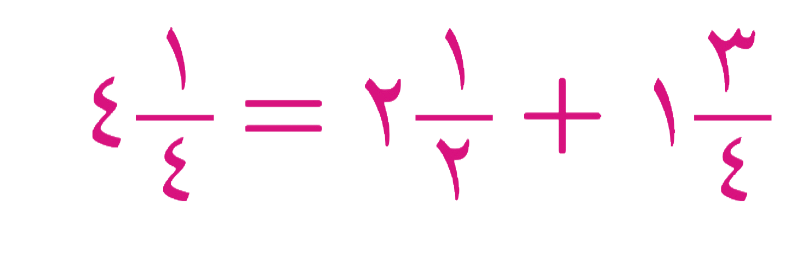 ٤ ١/٤ = ٢ ١/٢ + ١ ٣/٤